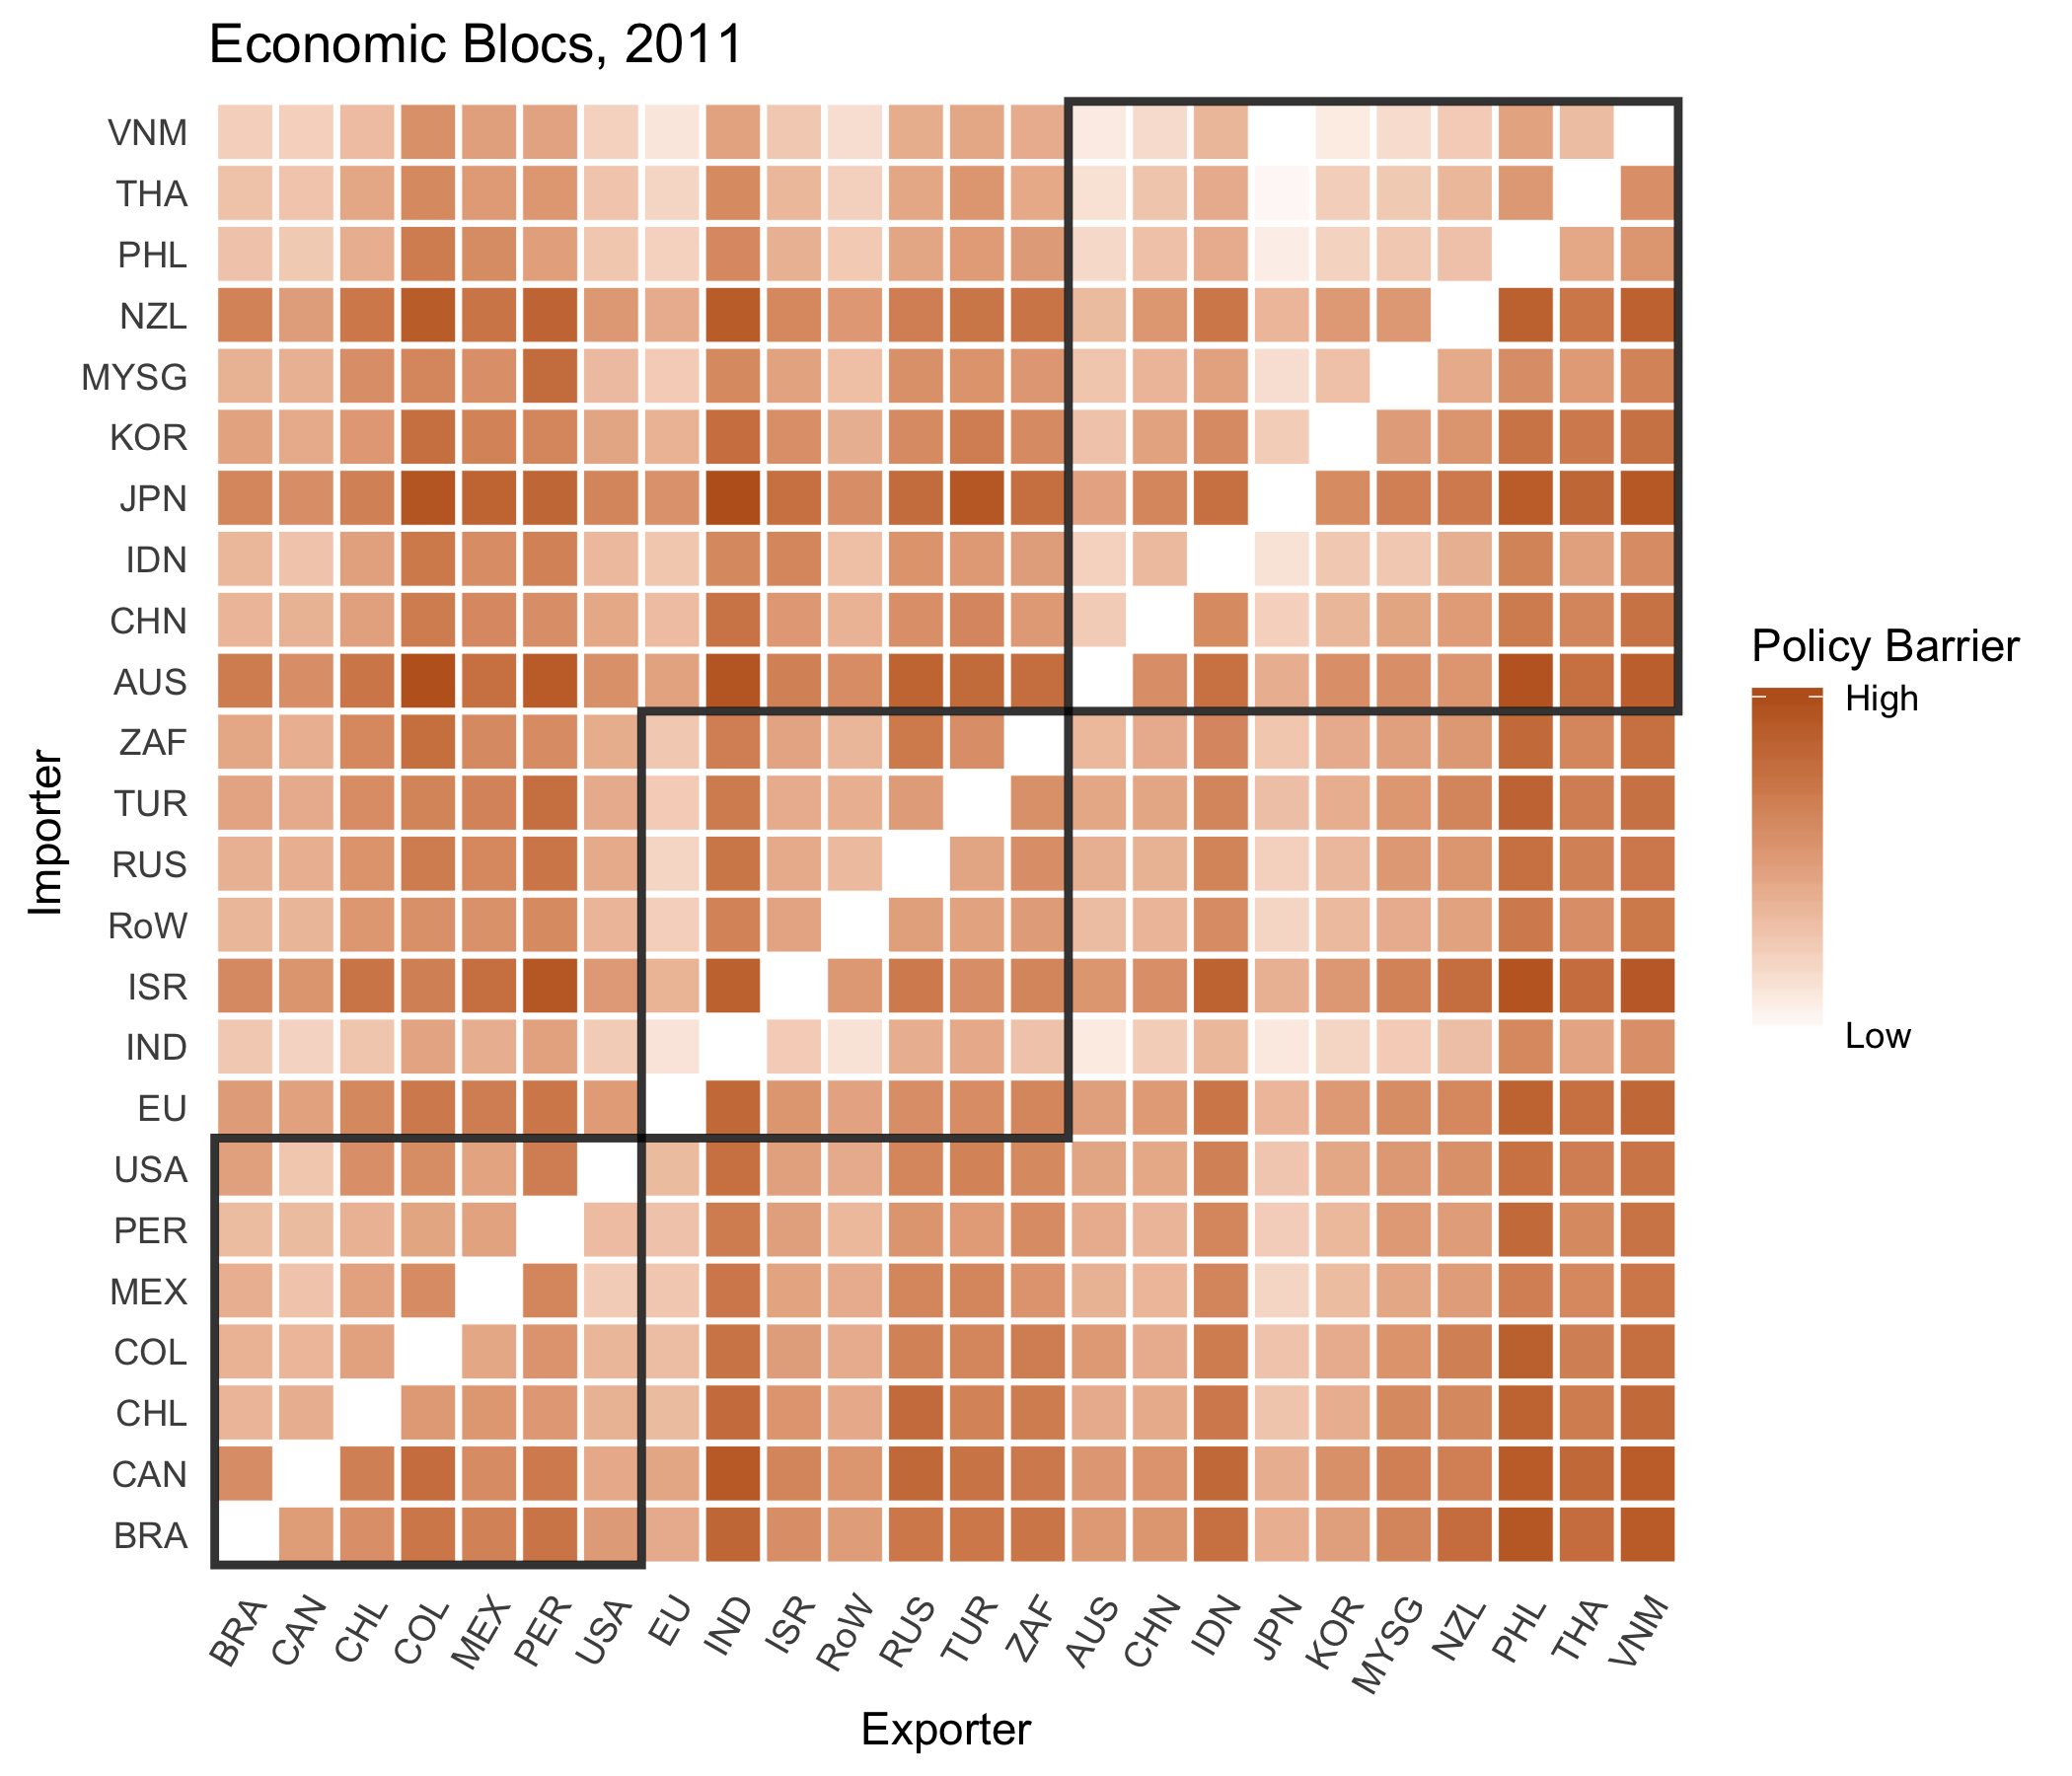 Economic Blocs, 2011
VNM
THA
PHL
NZL
MYSG
KOR
JPN
IDN
CHN
AUS
ZAF
TUR
RUS
RoW
ISR
IND
EU
USA
PER
MEX
COL
CHL
CAN
BRA
Importer
BRA CAN CHL COL MEX PER USA EU IND ISR RoW RUS TUR ZAF AUS CHN IDN JPN KOR MYSG NZL PHL THA VNM
Exporter
Policy Barrier
High
Low